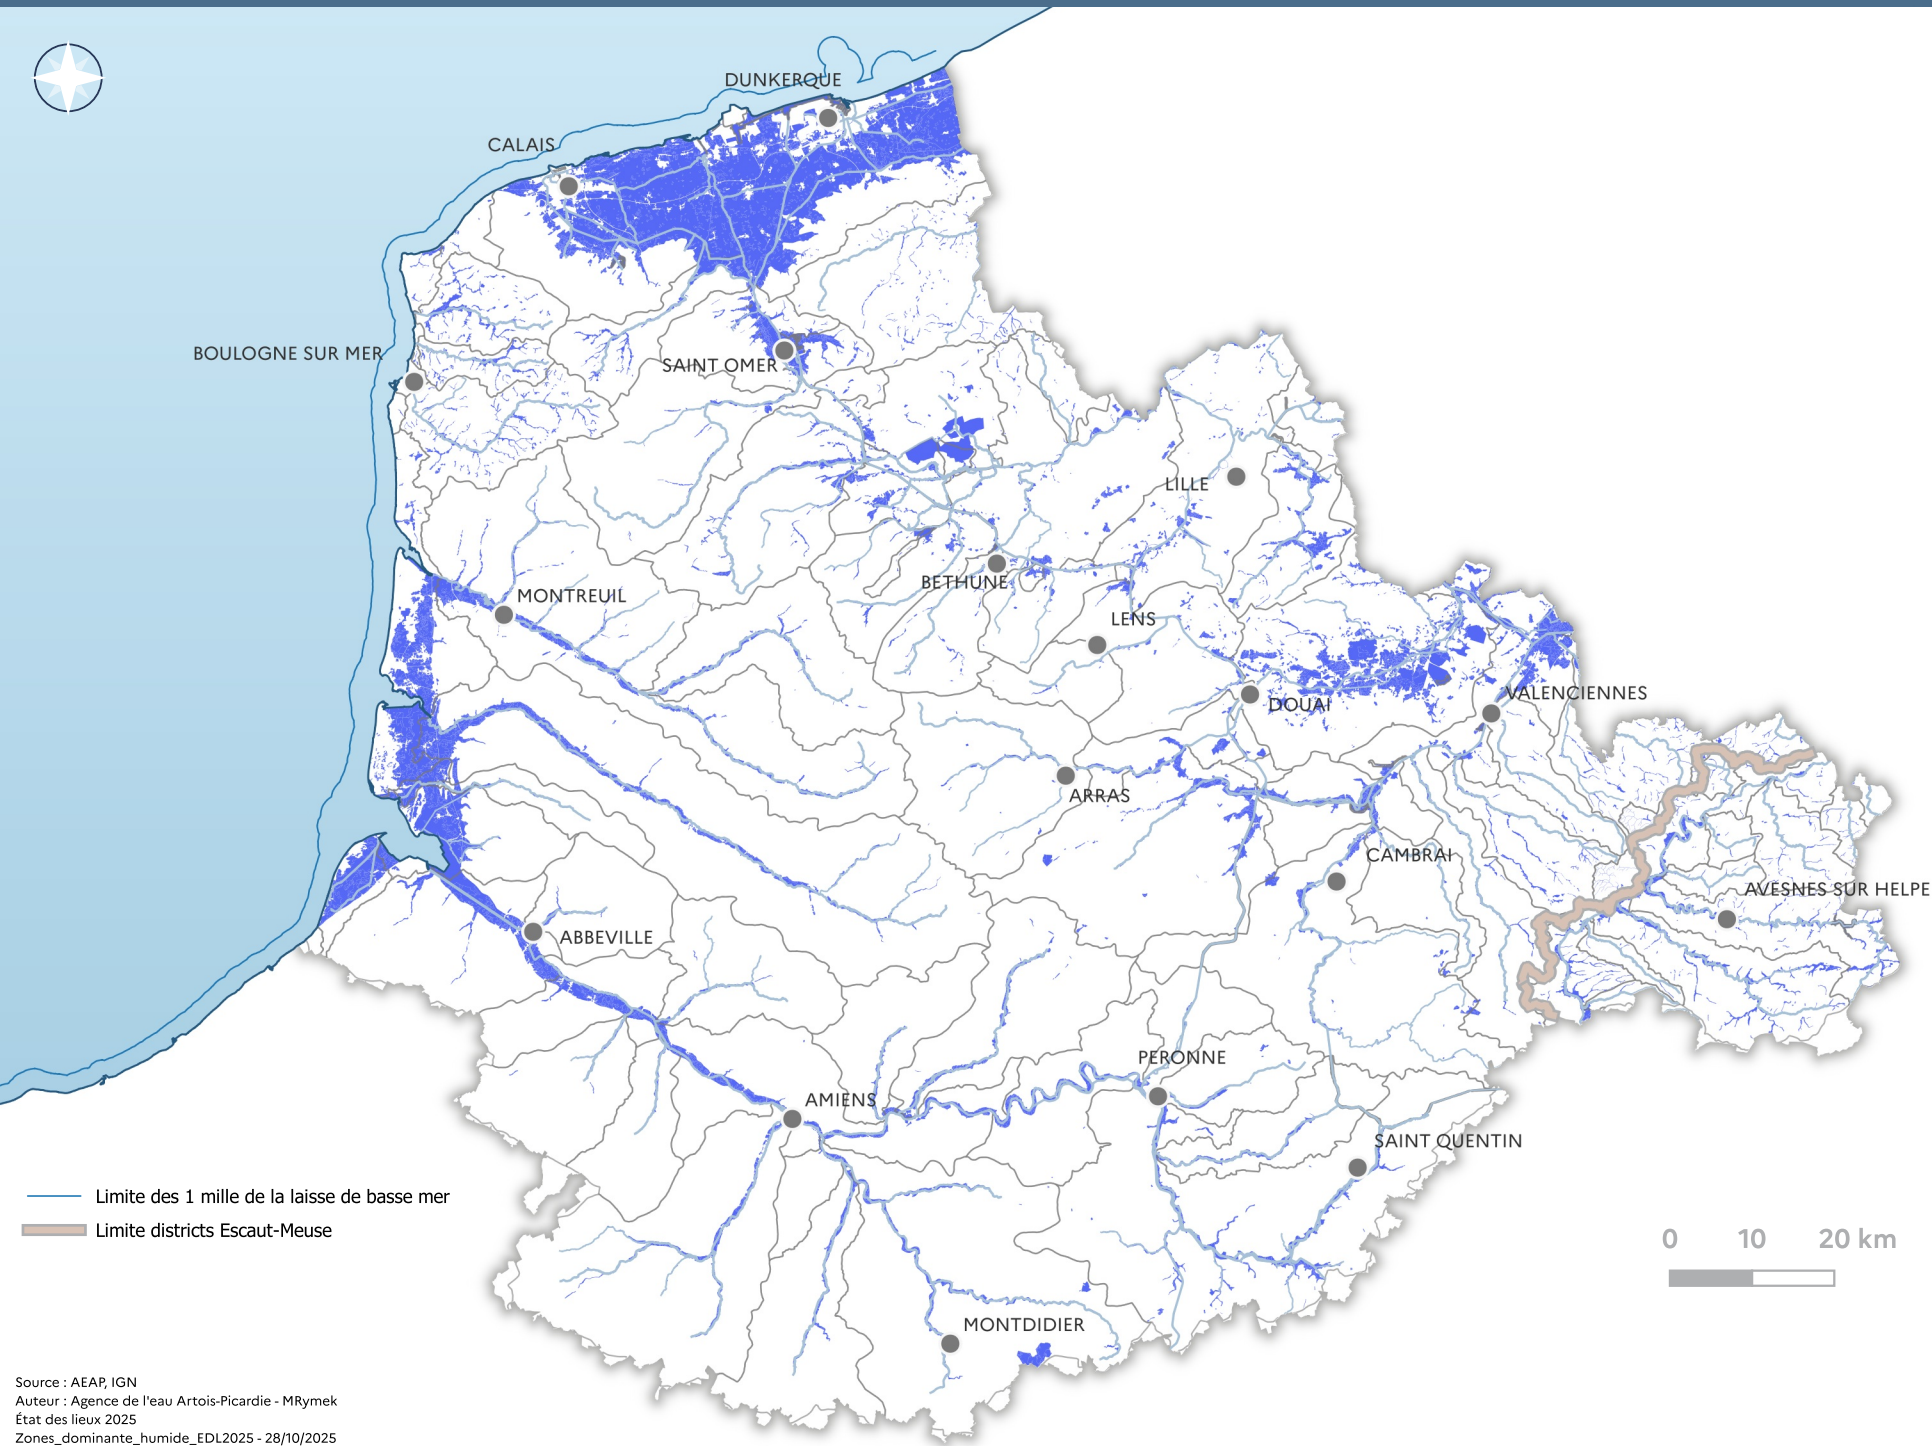 DUNKERQUE
CALAIS
BOULOGNE SUR MER
SAINT OMER
LILLE
BETHUNE
MONTREUIL
LENS
VALENCIENNES
DOUAI
ARRAS
CAMBRAI
AVESNES SUR HELPE
ABBEVILLE
PERONNE
AMIENS
SAINT QUENTIN
Limite des 1 mille de la laisse de basse mer
Limite districts Escaut-Meuse
0 10 20 km
MONTDIDIER
Source : AEAP, IGN
Auteur : Agence de l'eau Artois-Picardie - MRymek
État des lieux 2025
Zones_dominante_humide_EDL2025 - 28/10/2025